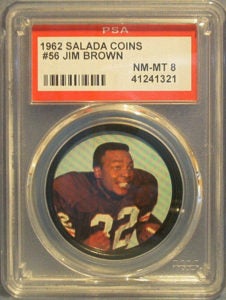 PSA
1962 SALADA COINS
#56 JIM BROWN
NM-MT 8
41241321
32